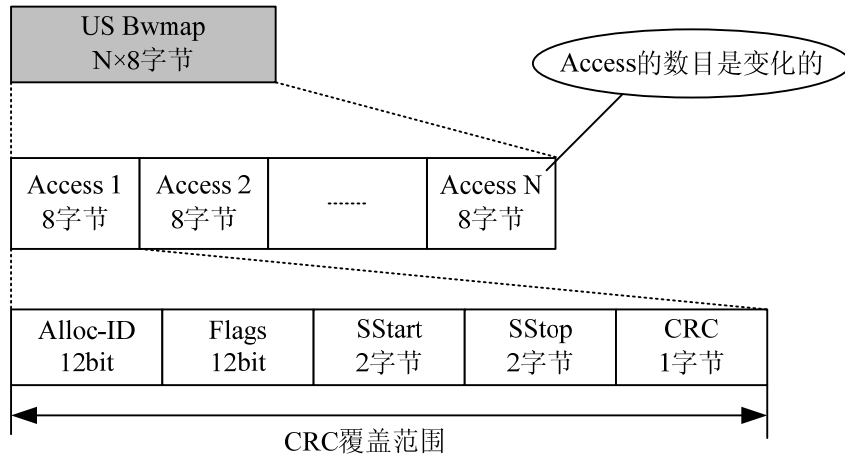 US Bwmap
N×8字节
Access的数目是变化的
Access 1
8字节
Access 2
8字节
.......
Access N
8字节
Alloc-ID
12bit
Flags
12bit
SStart
2字节
SStop
2字节
CRC
1字节
CRC覆盖范围